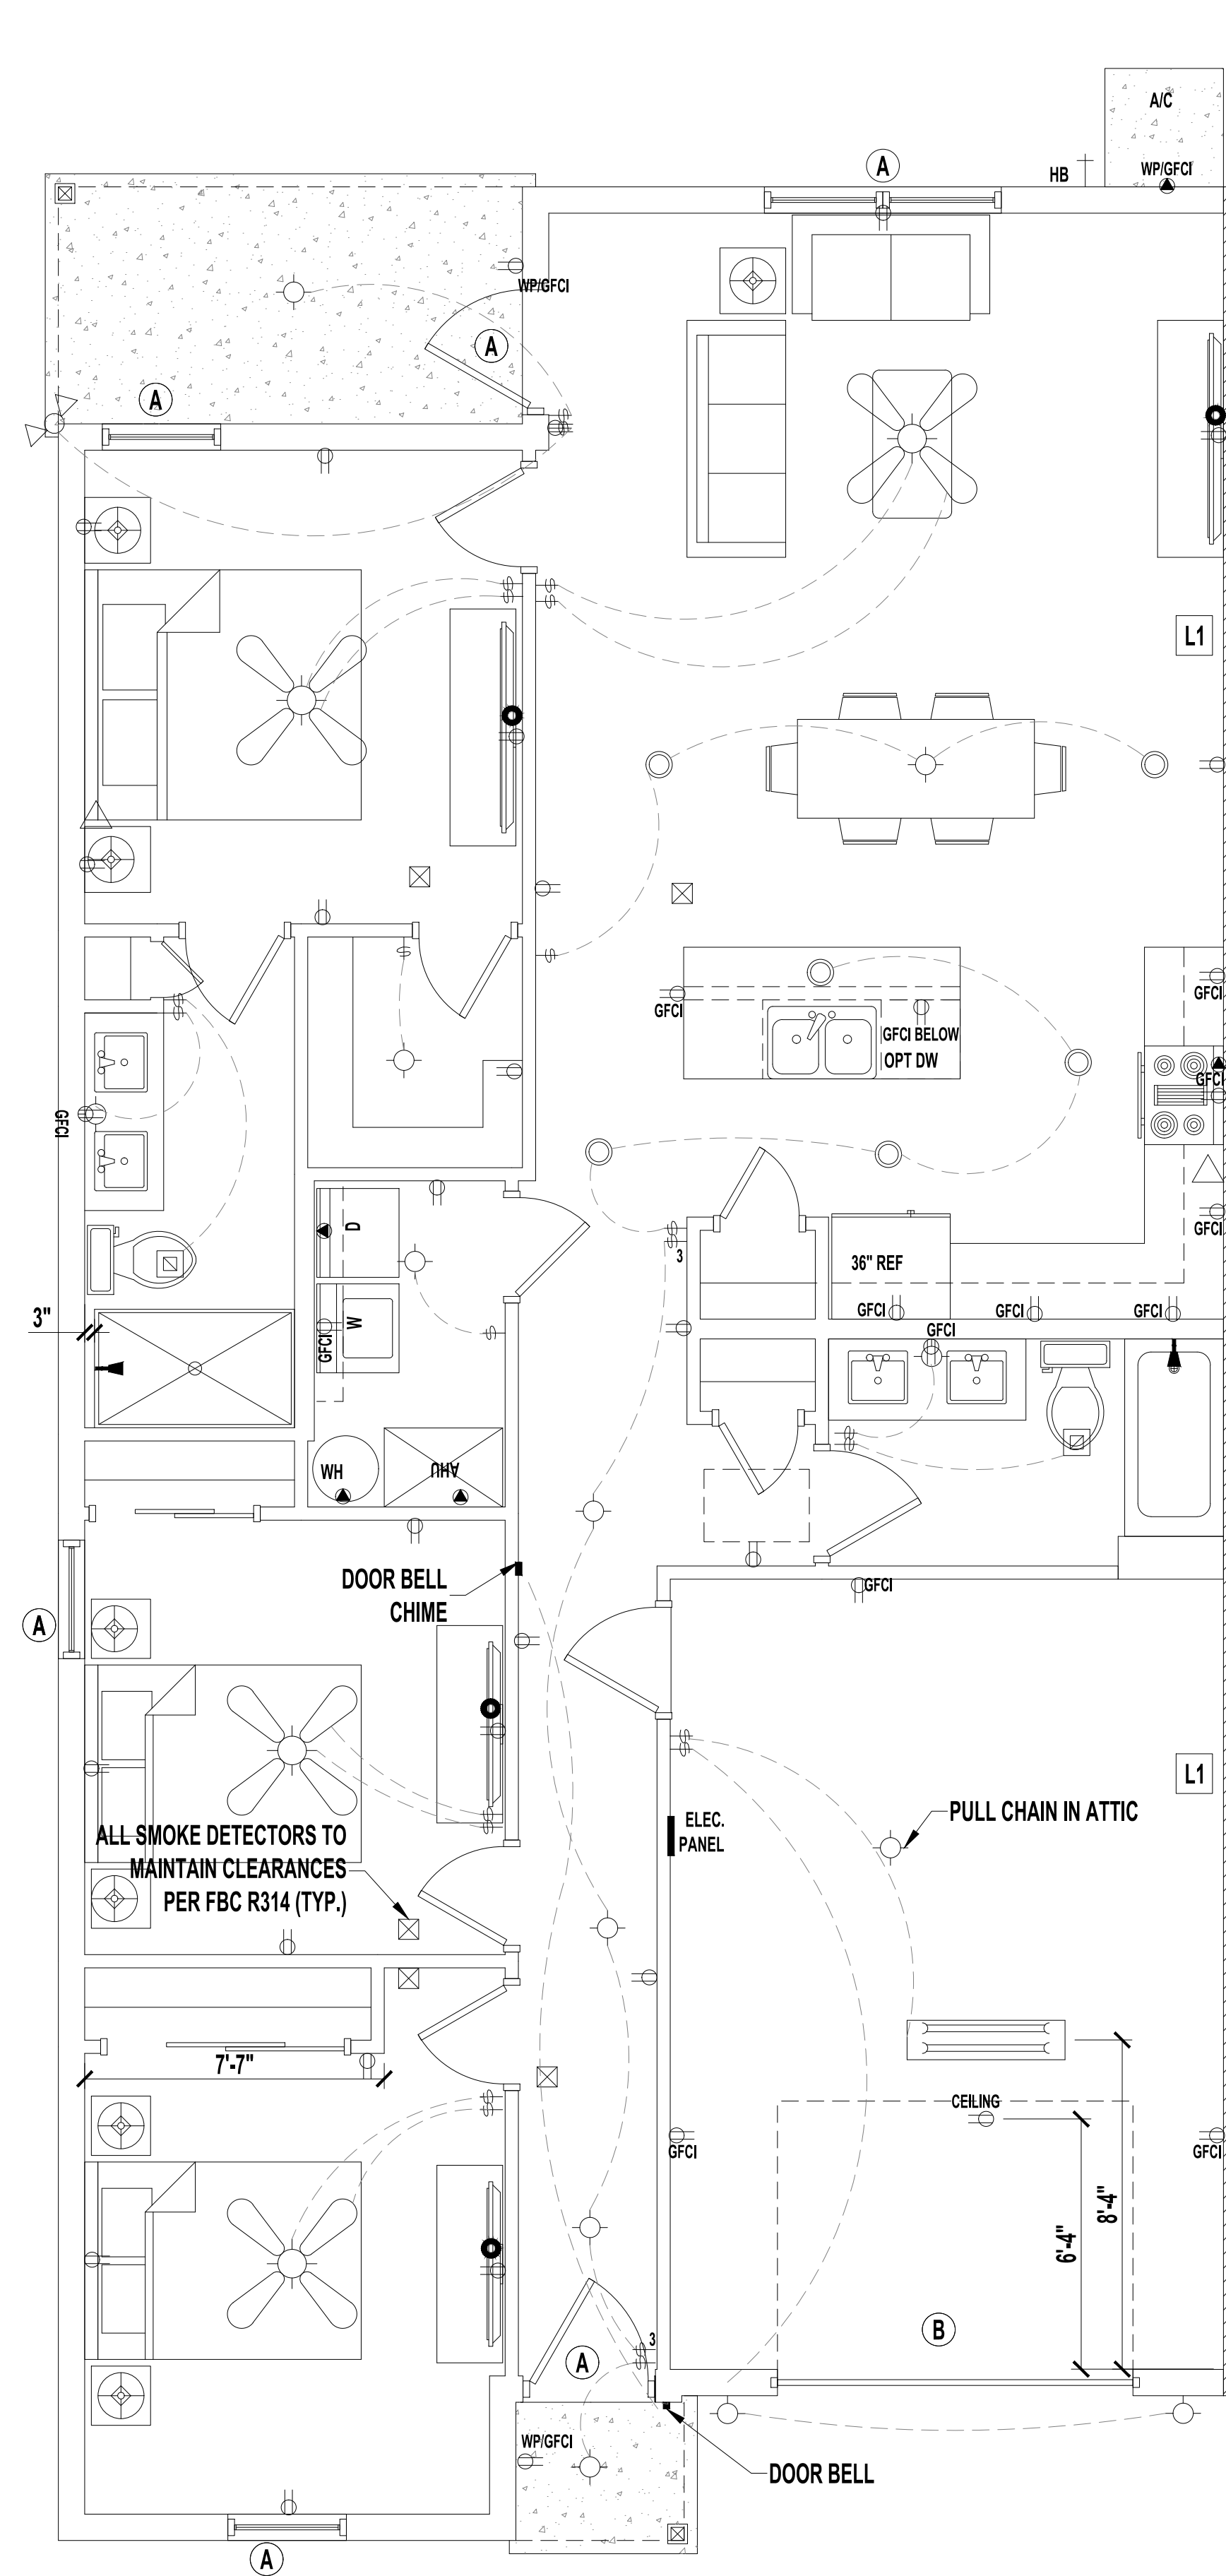 A/C
A
HB
WP/GFCI
WP/GFCI
A
A
L1
GFCI
GFCI
GFCI BELOW
OPT DW
GFCI
GFCI
D
GFCI
3
36" REF
GFCI
GFCI
GFCI
GFCI
3"
GFCI
W
WH
AHU
DOOR BELL
CHIME
GFCI
A
L1
PULL CHAIN IN ATTIC
ELEC.
PANEL
ALL SMOKE DETECTORS TO
MAINTAIN CLEARANCES
PER FBC R314 (TYP.)
7'-7"
CEILING
GFCI
GFCI
8'-4"
6'-4"
B
3
A
WP/GFCI
DOOR BELL
A